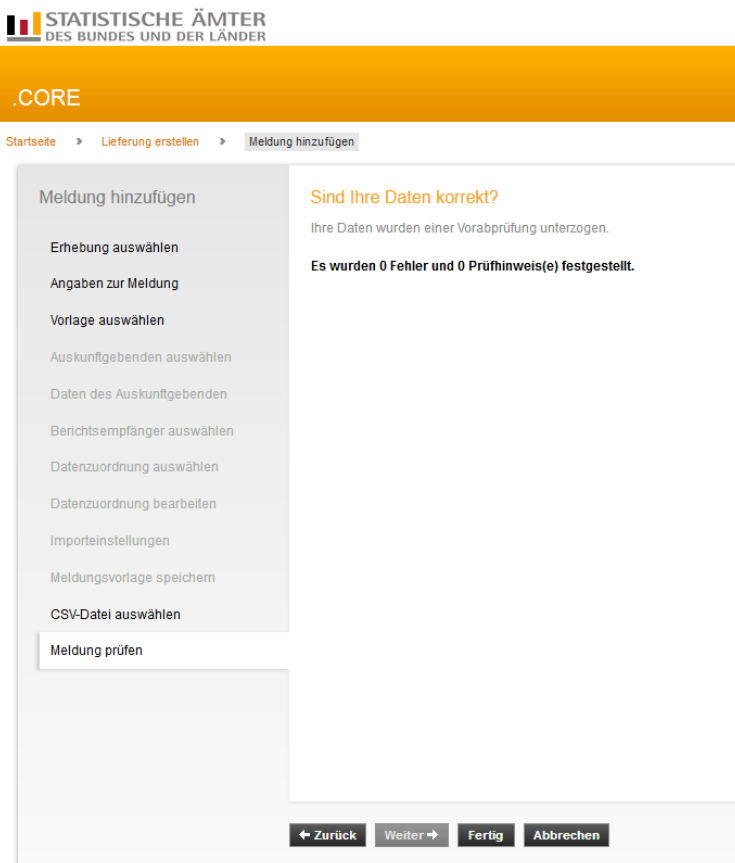 STATISTISCHE ÄMTER
DES BUNDES UND DER LÄNDER
.CORE
Startseite » Lieferung erstellen » Meldung hinzufügen
Meldung hinzufügen
Erhebung auswählen
Angaben zur Meldung
Vorlage auswählen
Auskunftgebenden auswählen
Daten des Auskunftgebenden
Berichtsempfänger auswählen
Datenzuordnung auswählen
Datenzuordnung bearbeiten
Importeinstellungen
Meldungsvorlage speichern
CSV-Datei auswählen
Meldung prüfen
Sind Ihre Daten korrekt?
Ihre Daten wurden einer Vorabprüfung unterzogen.
Es wurden 0 Fehler und 0 Prüfhinweis(e) festgestellt.
← Zurück Weiter → Fertig Abbrechen